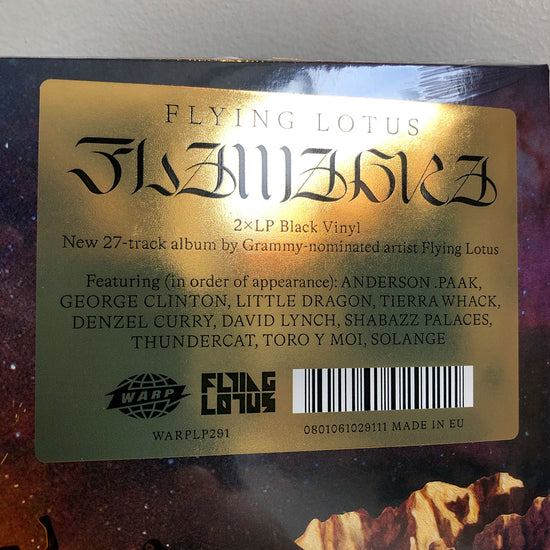 FLYING LOTUS
FLAMAGRA
2×LP Black Vinyl
New 27-track album by Grammy-nominated artist Flying Lotus
Featuring (in order of appearance): ANDERSON .PAAK,
GEORGE CLINTON, LITTLE DRAGON, TIERRA WHACK,
DENZEL CURRY, DAVID LYNCH, SHABAZZ PALACES,
THUNDERCAT, TORO Y MOI, SOLANGE
WARP
FLYING
LOTUS
WARPLP291
0801061029111 MADE IN EU